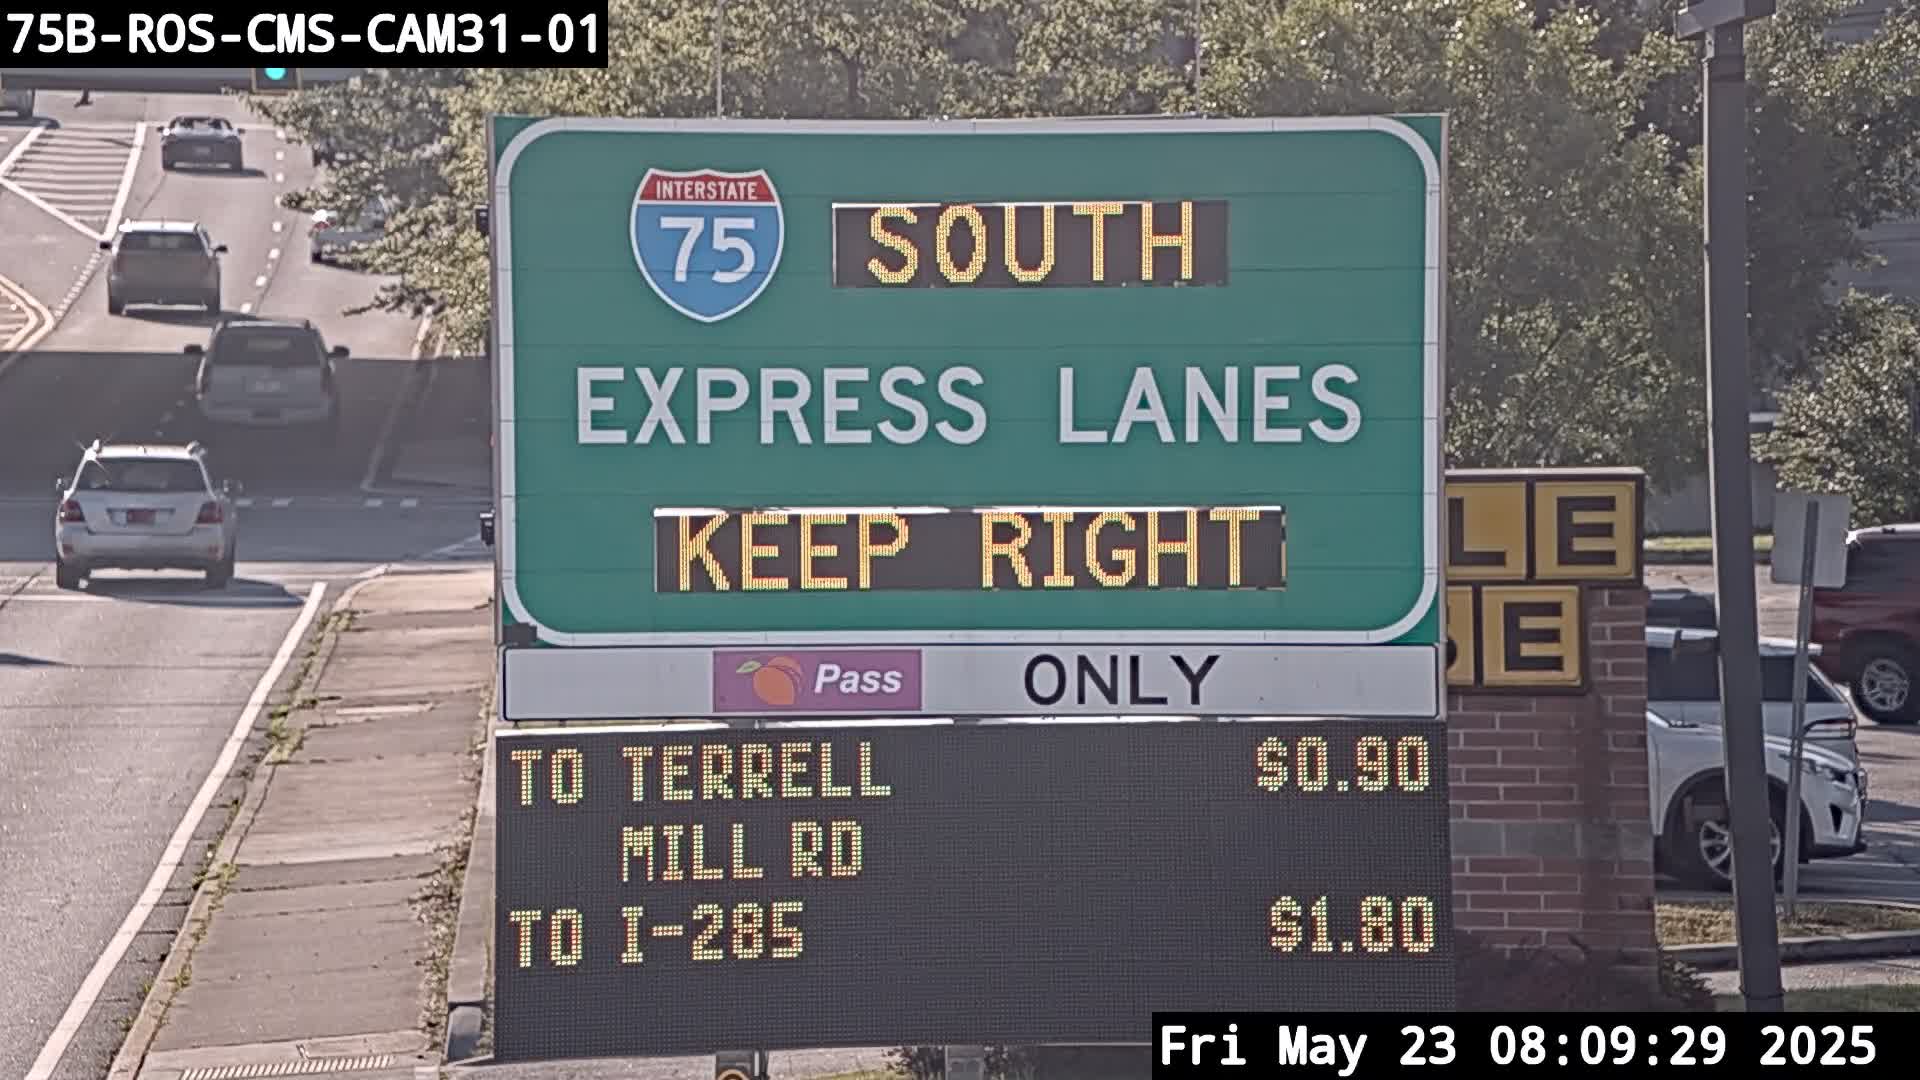 75B-ROS-CMS-CAM31-01
INTERSTATE
75
SOUTH
EXPRESS LANES
KEEP RIGHT
Pass ONLY
TO TERRELL $0.90
MILL RD
TO I-285 $1.80
LE
E
Fri May 23 08:09:29 2025